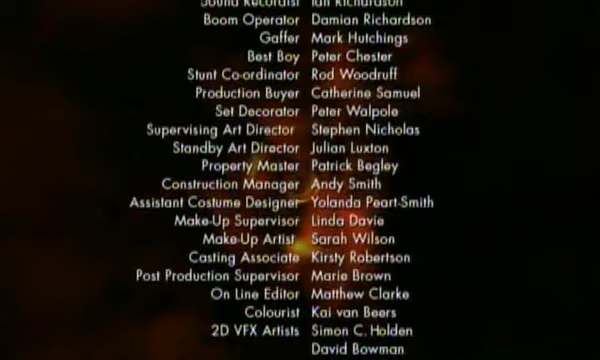 Sound Recordist Ian Richardson
Boom Operator Damian Richardson
Gaffer Mark Hutchings
Best Boy Peter Chester
Stunt Co-ordinator Rod Woodruff
Production Buyer Catherine Samuel
Set Decorator Peter Walpole
Supervising Art Director Stephen Nicholas
Standby Art Director Julian Luxton
Property Master Patrick Begley
Construction Manager Andy Smith
Assistant Costume Designer Yolanda Peart-Smith
Make-Up Supervisor Linda Davie
Make-Up Artist Sarah Wilson
Casting Associate Kirsty Robertson
Post Production Supervisor Marie Brown
On Line Editor Matthew Clarke
Colourist Kai van Beers
2D VFX Artists Simon C. Holden
David Bowman